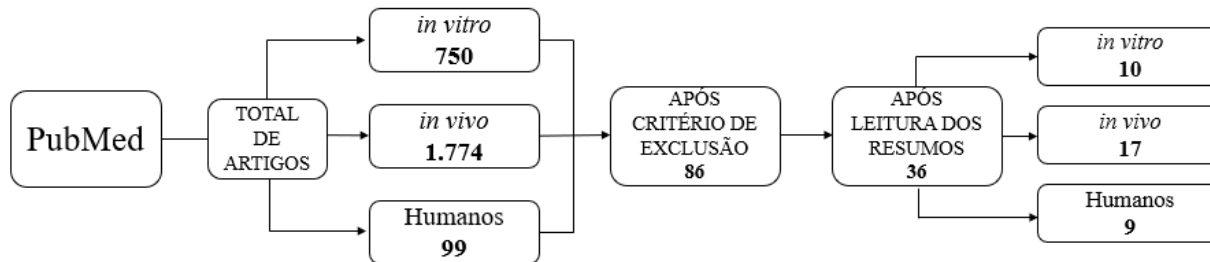 PubMed
TOTAL
DE
ARTIGOS
in vitro
750
in vivo
1.774
Humanos
99
APÓS
CRITÉRIO DE
EXCLUSÃO
86
APÓS
LEITURA DOS
RESUMOS
36
in vitro
10
in vivo
17
Humanos
9